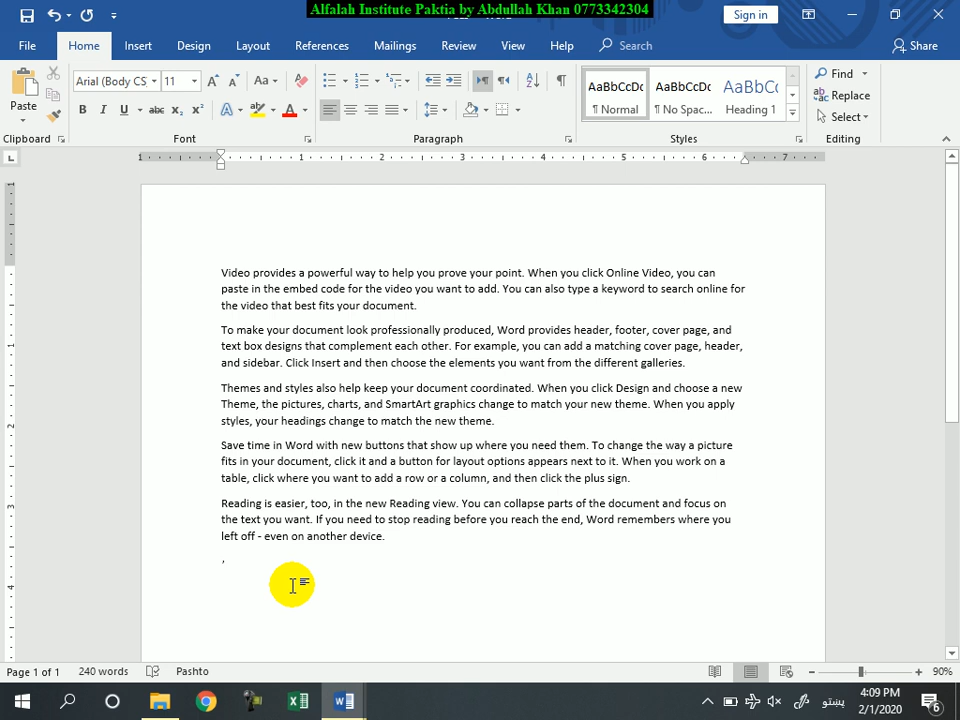 Alfalah Institute Paktia by Abdullah Khan 0773342304
Sign in
File Home Insert Design Layout References Mailings Review View Help Search Share
Paste
Arial (Body CS 11
Aa
B I U abc x₂ x² A A
AaBbCcDc AaBbCcDc AaBbCc
¶ Normal ¶ No Spac... Heading 1
Find
Replace
Select
Clipboard Font Paragraph Styles Editing
1 1 2 3 4 5 6 7
Video provides a powerful way to help you prove your point. When you click Online Video, you can
paste in the embed code for the video you want to add. You can also type a keyword to search online for
the video that best fits your document.
To make your document look professionally produced, Word provides header, footer, cover page, and
text box designs that complement each other. For example, you can add a matching cover page, header,
and sidebar. Click Insert and then choose the elements you want from the different galleries.
Themes and styles also help keep your document coordinated. When you click Design and choose a new
Theme, the pictures, charts, and SmartArt graphics change to match your new theme. When you apply
styles, your headings change to match the new theme.
Save time in Word with new buttons that show up where you need them. To change the way a picture
fits in your document, click it and a button for layout options appears next to it. When you work on a
table, click where you want to add a row or a column, and then click the plus sign.
Reading is easier, too, in the new Reading view. You can collapse parts of the document and focus on
the text you want. If you need to stop reading before you reach the end, Word remembers where you
left off - even on another device.
,
Page 1 of 1 240 words Pashto 90%
پښتو 4:09 PM
2/1/2020 6